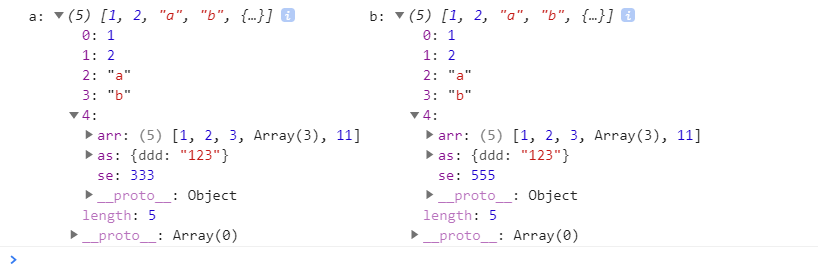 a: ▼(5) [1, 2, "a", "b", {…}] i
0: 1
1: 2
2: "a"
3: "b"
▼4:
▶arr: (5) [1, 2, 3, Array(3), 11]
▶as: {ddd: "123"}
se: 333
▶__proto__: Object
length: 5
▶__proto__: Array(0)
b: ▼(5) [1, 2, "a", "b", {…}] i
0: 1
1: 2
2: "a"
3: "b"
▼4:
▶arr: (5) [1, 2, 3, Array(3), 11]
▶as: {ddd: "123"}
se: 555
▶__proto__: Object
length: 5
▶__proto__: Array(0)
>